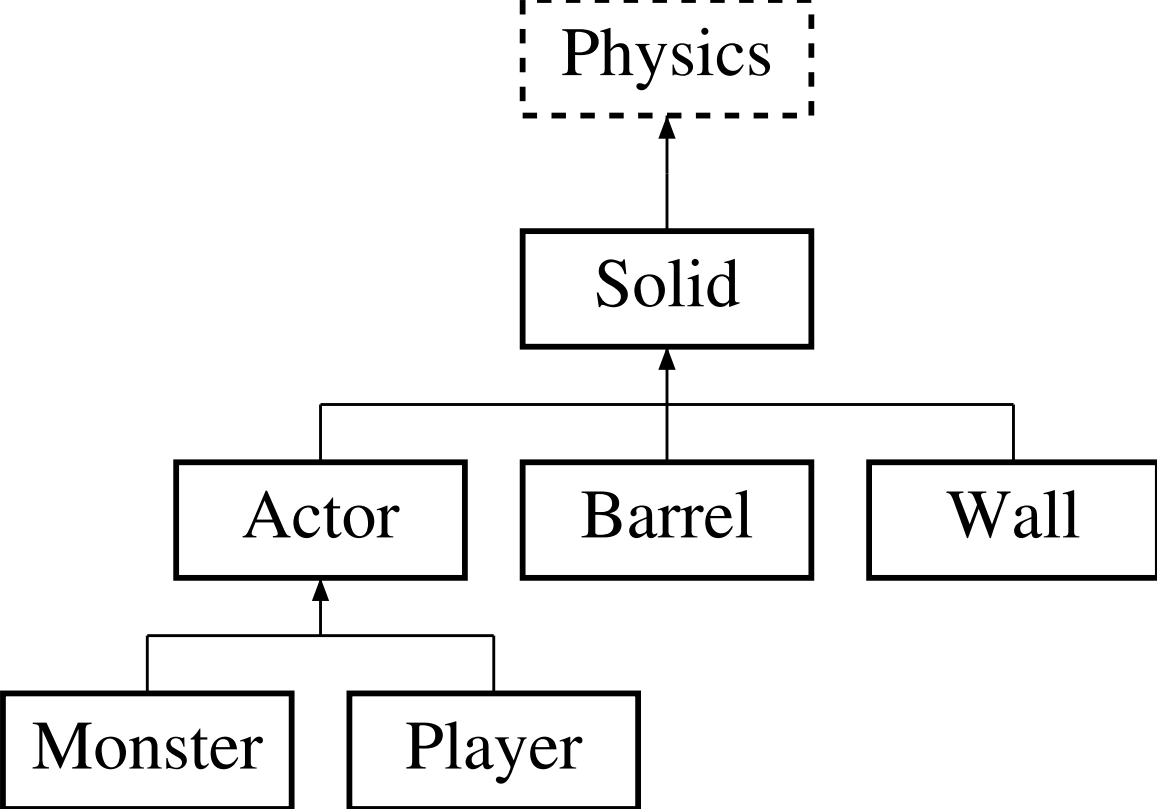 Physics
Solid
Actor
Barrel
Wall
Monster
Player